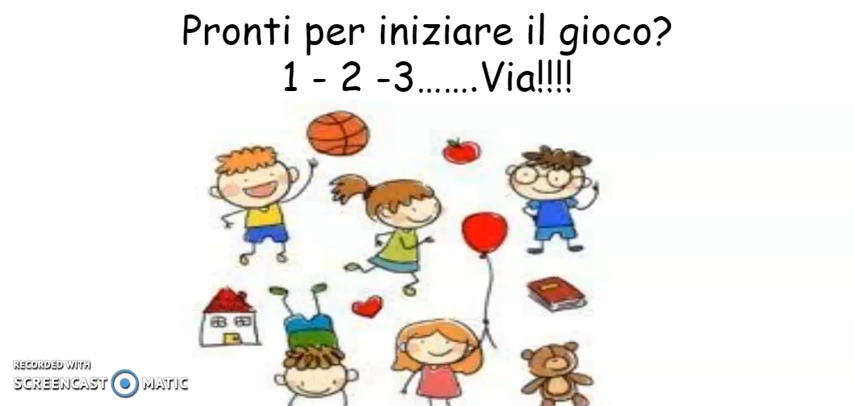 Pronti per iniziare il gioco?
1 - 2 -3…….Via!!!!
RECORDED WITH
SCREENCAST MATIC